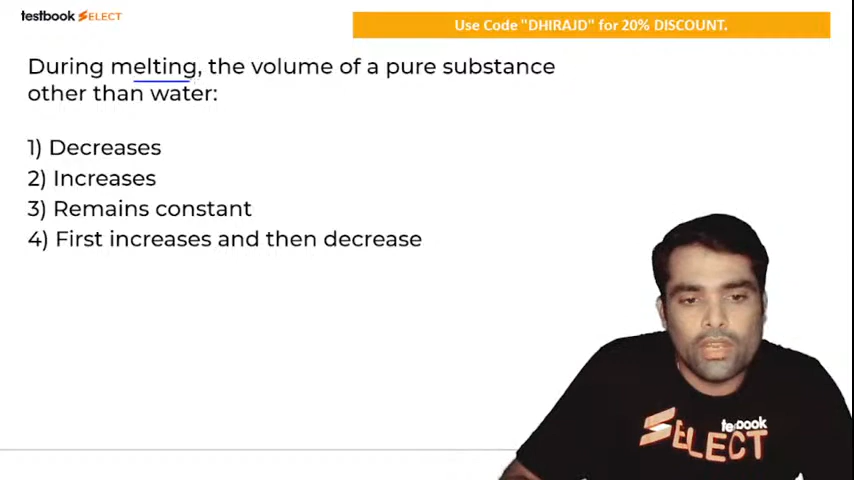 testbook SELECT
Use Code "DHIRAJD" for 20% DISCOUNT.
During melting, the volume of a pure substance
other than water:
1) Decreases
2) Increases
3) Remains constant
4) First increases and then decrease
testbook
SELECT